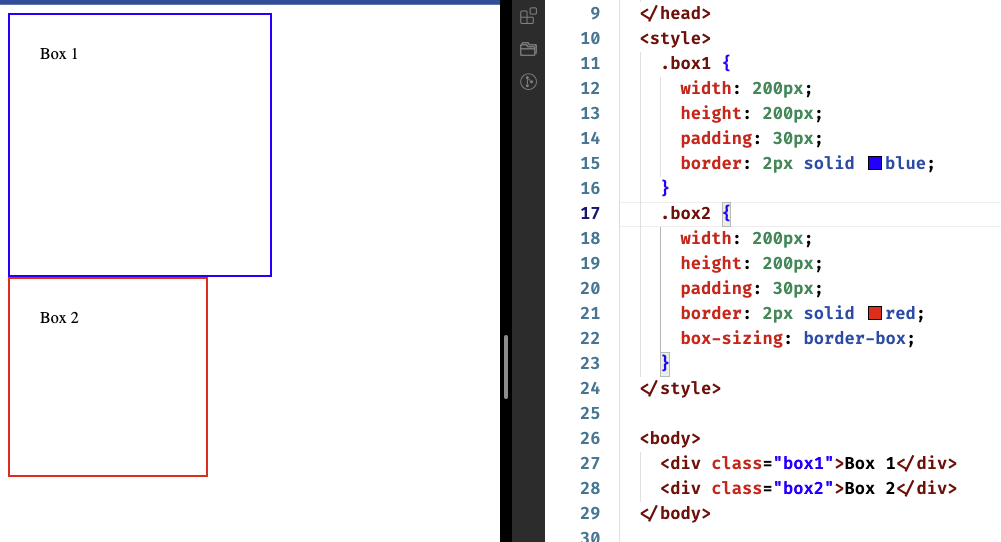 Box 1
Box 2
9 </head>
10 <style>
11 .box1 {
12 width: 200px;
13 height: 200px;
14 padding: 30px;
15 border: 2px solid blue;
16 }
17 .box2 {
18 width: 200px;
19 height: 200px;
20 padding: 30px;
21 border: 2px solid red;
22 box-sizing: border-box;
23 }
24 </style>
25
26 <body>
27 <div class="box1">Box 1</div>
28 <div class="box2">Box 2</div>
29 </body>
30